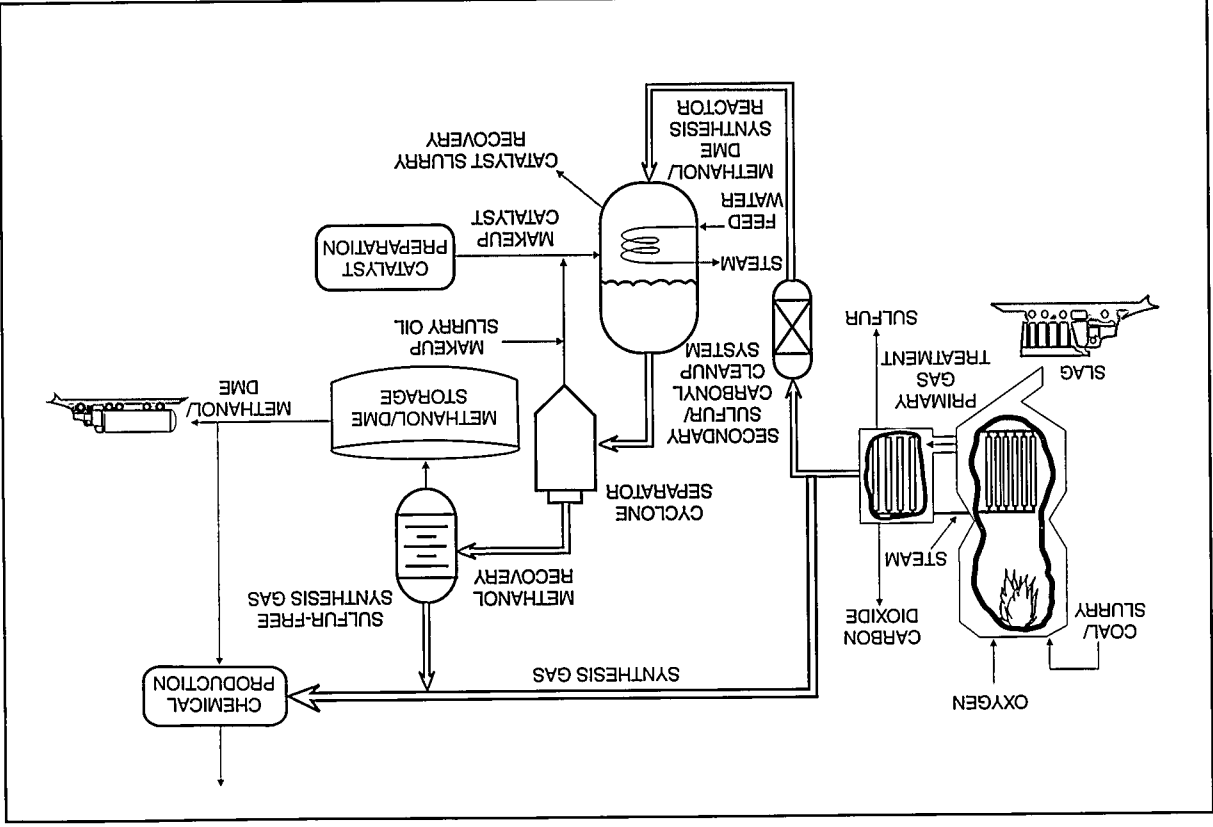 OXYGEN
COAL/
SLURRY
CARBON
DIOXIDE
STEAM
SYNTHESIS GAS
CHEMICAL
PRODUCTION
SULFUR-FREE
SYNTHESIS GAS
METHANOL
RECOVERY
CYCLONE
SEPARATOR
SLAG
PRIMARY
GAS
TREATMENT
SULFUR
SECONDARY
SULFUR/
CARBONYL
CLEANUP
SYSTEM
METHANOL/DME
STORAGE
METHANOL/
DME
MAKEUP
SLURRY OIL
STEAM
FEED
WATER
MAKEUP
CATALYST
CATALYST
PREPARATION
METHANOL/
DME
SYNTHESIS
REACTOR
CATALYST SLURRY
RECOVERY